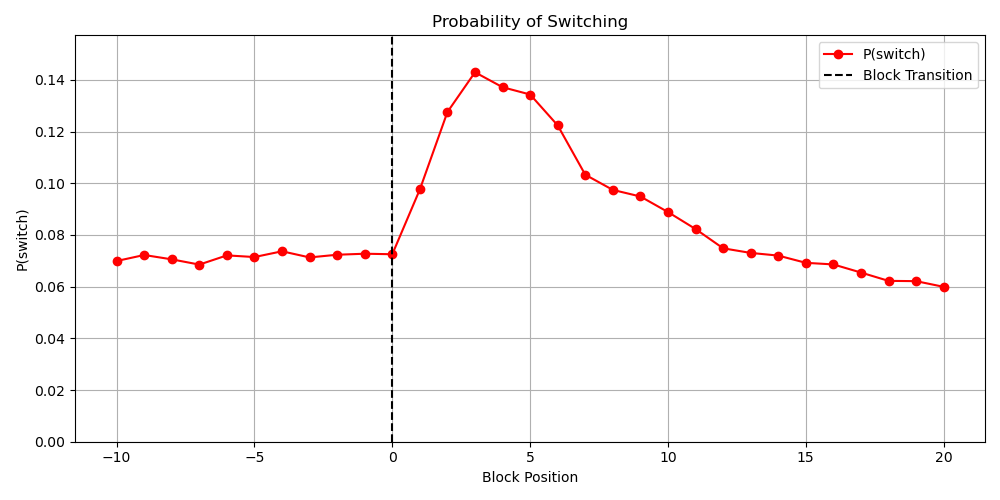 Probability of Switching
P(switch)
Block Transition
0.14
0.12
0.10
0.08
0.06
0.04
0.02
0.00
P(switch)
−10 −5 0 5 10 15 20
Block Position